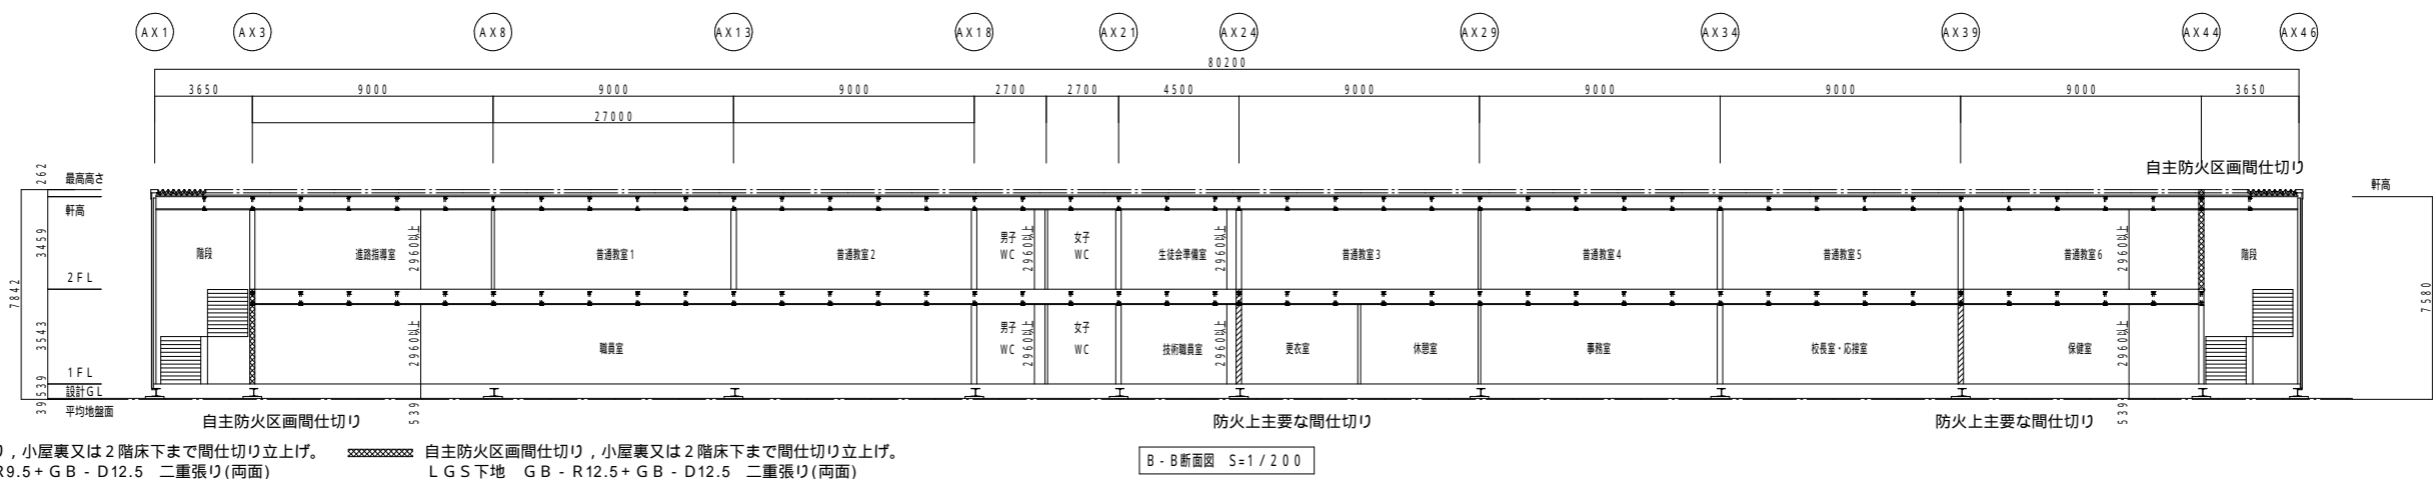 AX1 AX3 AX8 AX13 AX18 AX21 AX24 AX29 AX34 AX39 AX44 AX46
80200
3650 9000 9000 9000 2700 2700 4500 9000 9000 9000 9000 3650
27000
自主防火区画間仕切り
262 最高高さ
軒高
軒高
3459
階段 進路指導室 2960以上 普通教室1 普通教室2 男子WC 2960以上 女子WC 生徒会準備室 2960以上 普通教室3 普通教室4 普通教室5 普通教室6 2960以上 階段
2FL
7842
7580
3543
職員室 2960以上 男子WC 2960以上 女子WC 技術職員室 2960以上 更衣室 休憩室 事務室 校長室・応接室 保健室 2960以上
1FL
539 設計GL
39 平均地盤面
539 539
自主防火区画間仕切り 防火上主要な間仕切り 防火上主要な間仕切り
り，小屋裏又は2階床下まで間仕切り立上げ。 自主防火区画間仕切り，小屋裏又は2階床下まで間仕切り立上げ。
R9.5+GB-D12.5 二重張り(両面) LGS下地 GB-R12.5+GB-D12.5 二重張り(両面)
B-B断面図 S=1/200